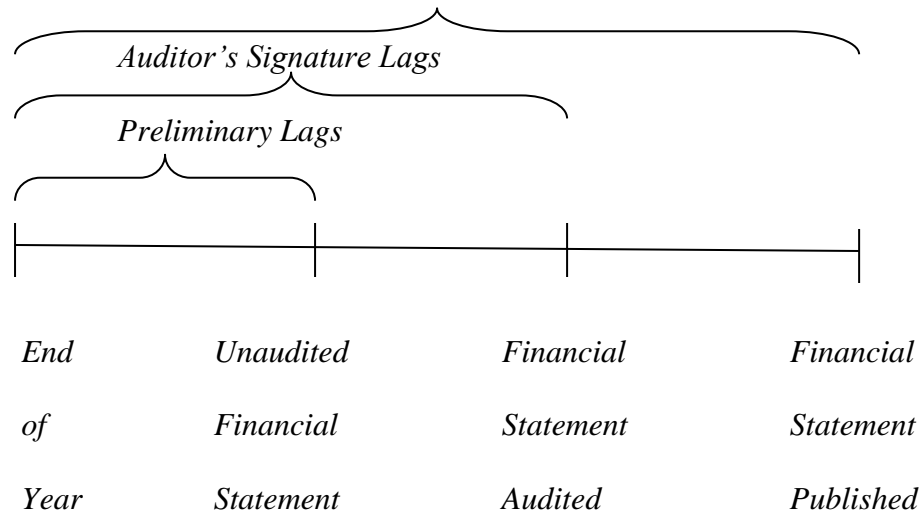 Auditor’s Signature Lags
Preliminary Lags
End
of
Year
Unaudited
Financial
Statement
Financial
Statement
Audited
Financial
Statement
Published